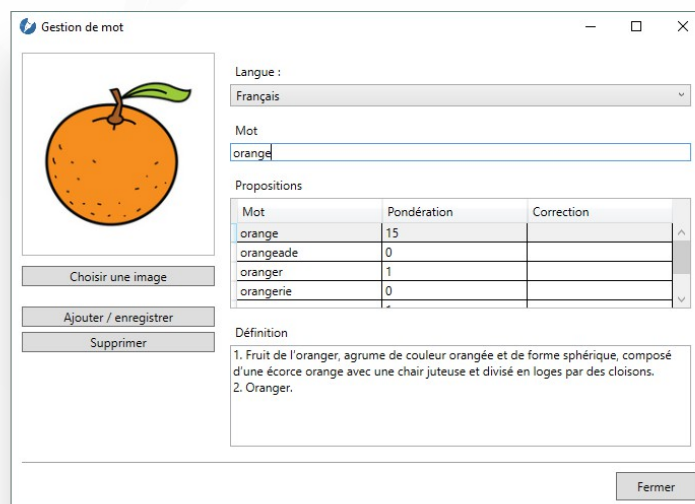 Gestion de mot
Langue :
Français
Mot
orange
Propositions
Mot Pondération Correction
orange 15
orangeade 0
oranger 1
orangerie 0
Choisir une image
Ajouter / enregistrer
Supprimer
Définition
1. Fruit de l'oranger, agrume de couleur orangée et de forme sphérique, composé
d'une écorce orange avec une chair juteuse et divisé en loges par des cloisons.
2. Oranger.
Fermer